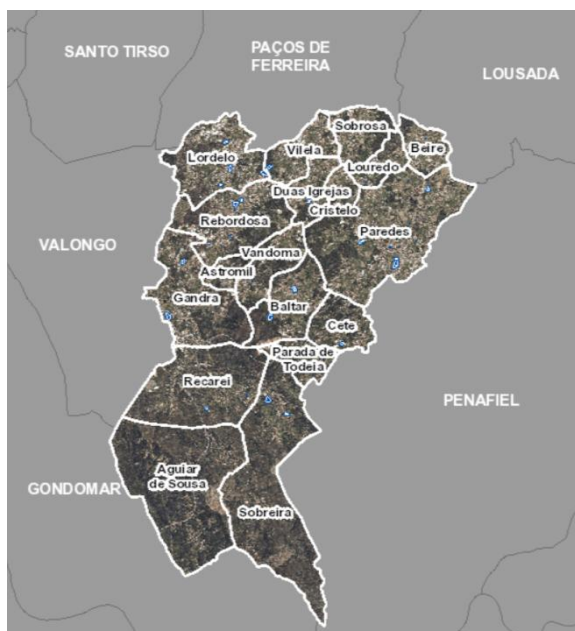 SANTO TIRSO
PAÇOS DE
FERREIRA
LOUSADA
Sobrosa
Beire
Vilela
Lordelo
Louredo
Duas Igrejas
Cristelo
Rebordosa
Paredes
VALONGO
Vandoma
Astromil
Gandra
Baltar
Cete
Parada de
Todeia
Recarei
PENAFIEL
Aguiar
de Sousa
GONDOMAR
Sobreira